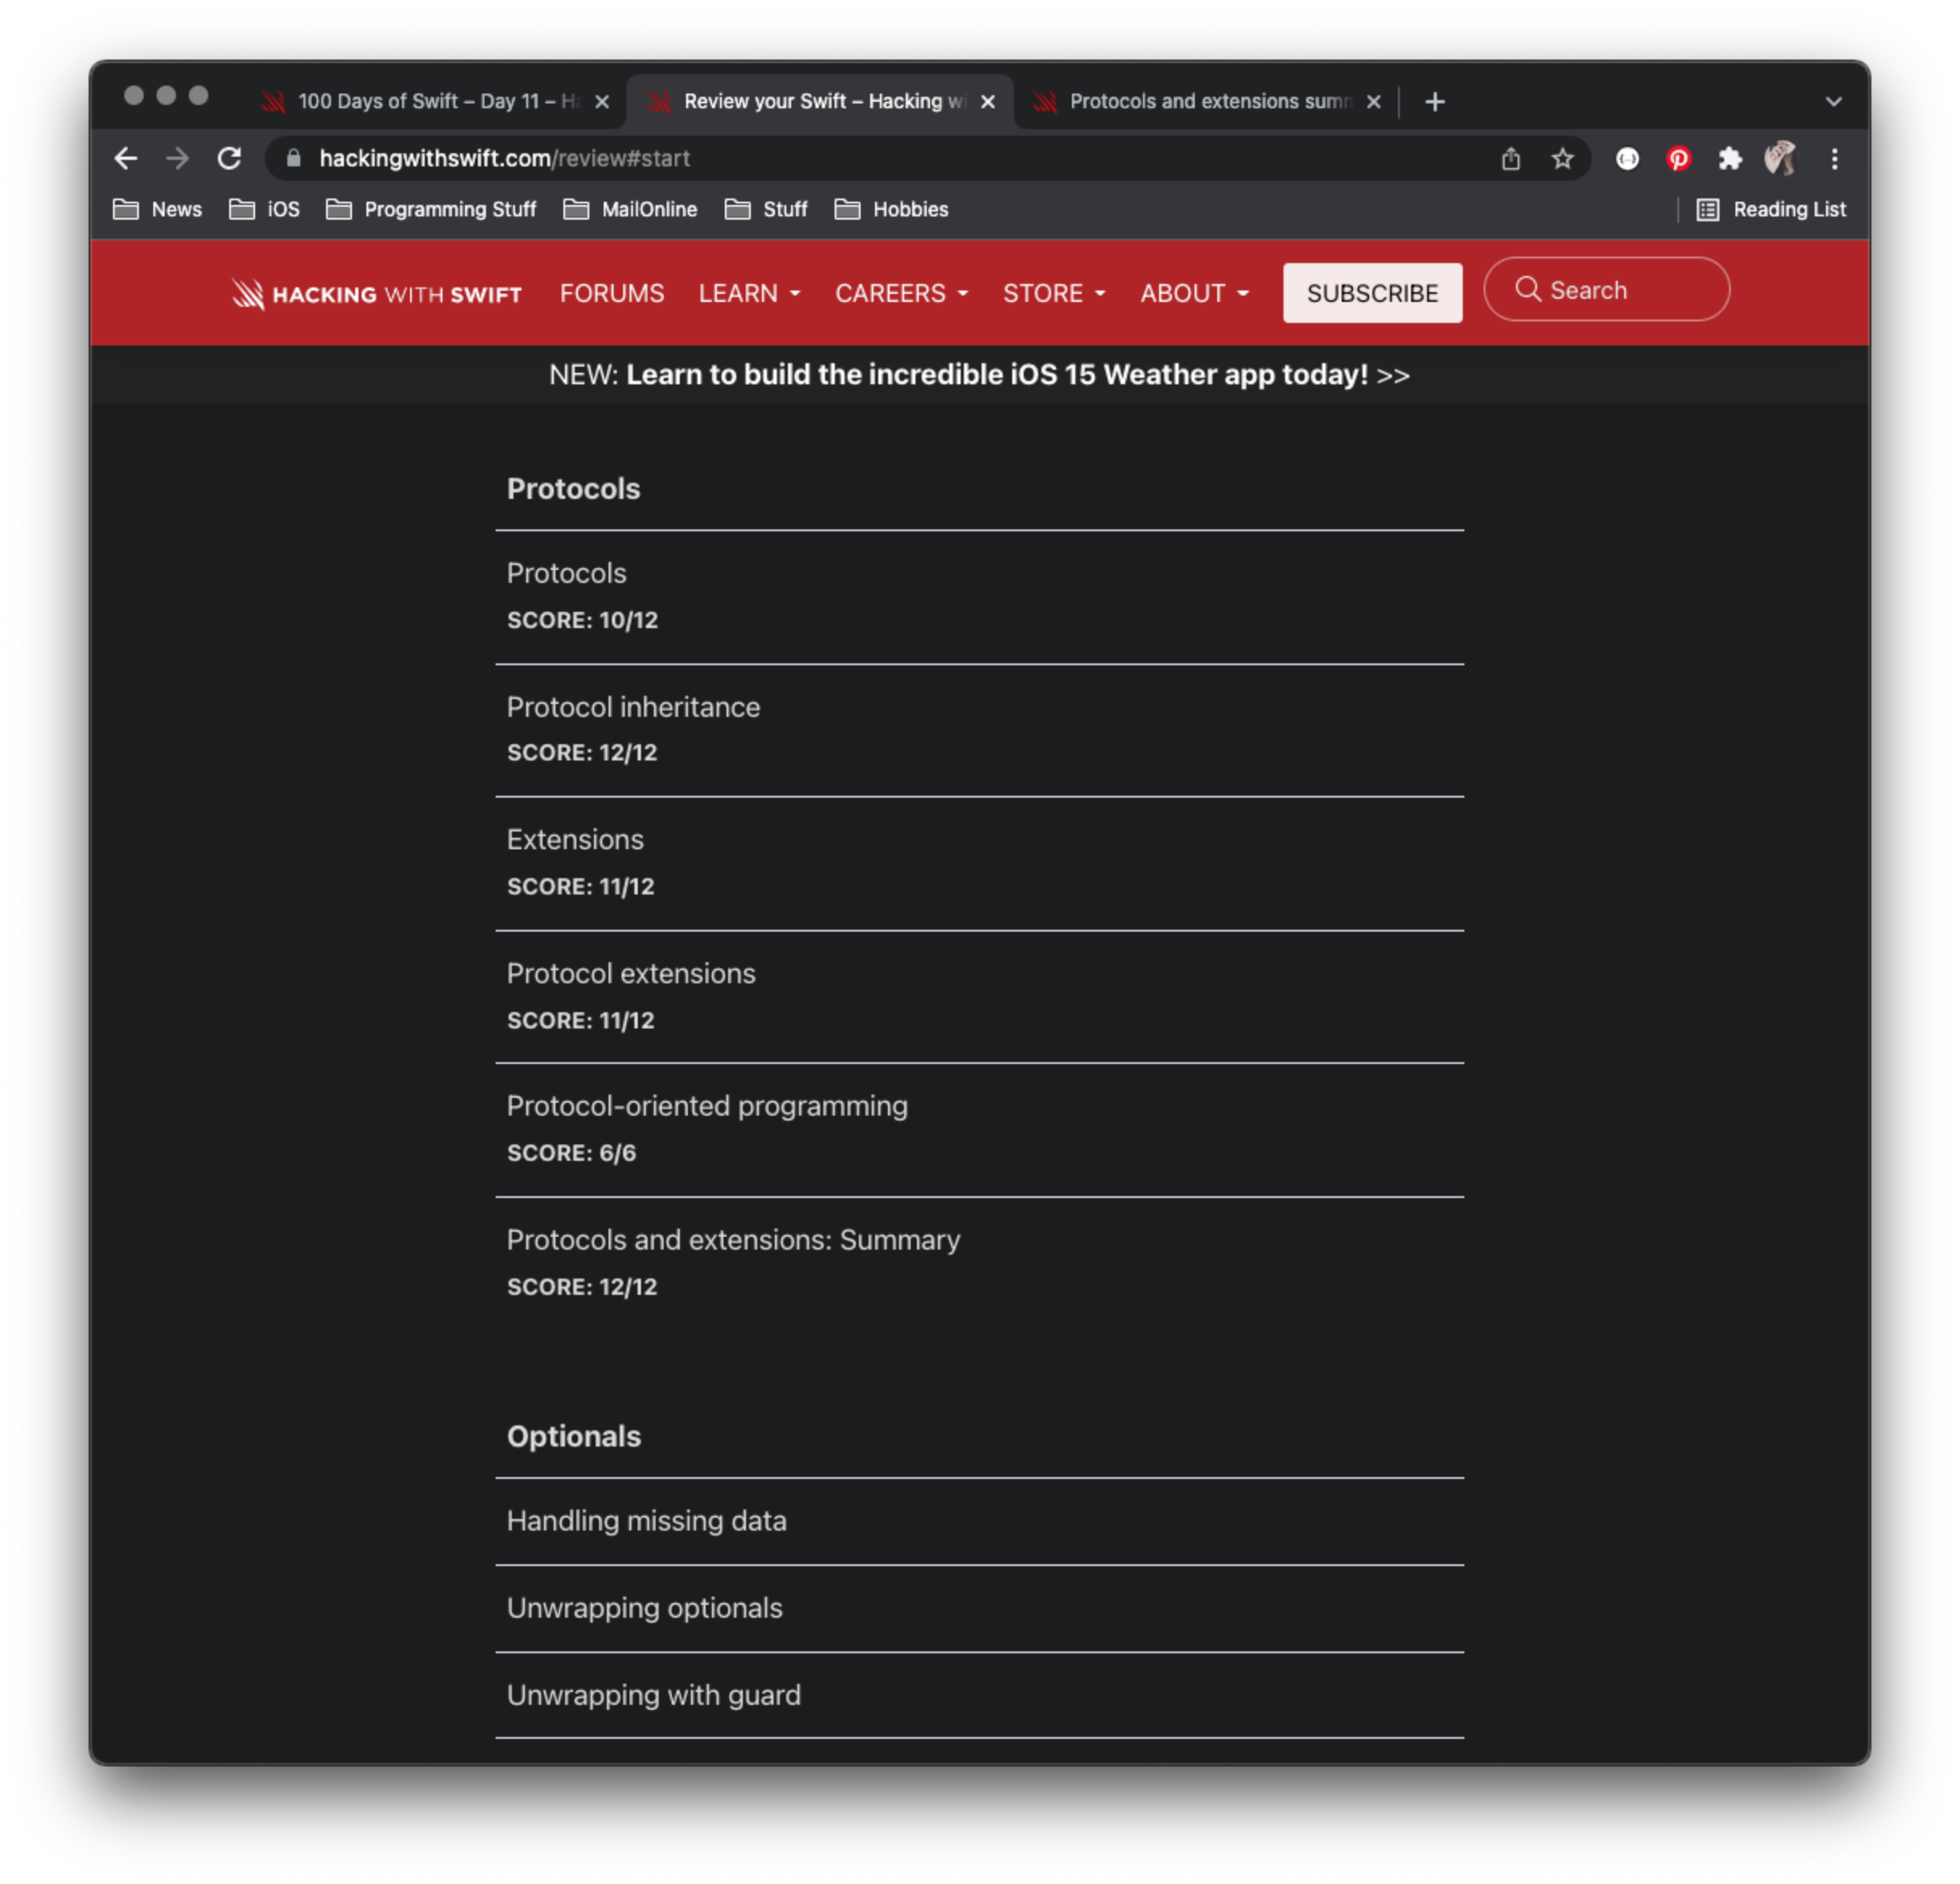 100 Days of Swift – Day 11 – Ha
Review your Swift – Hacking wi
Protocols and extensions sum
hackingwithswift.com/review#start
News iOS Programming Stuff MailOnline Stuff Hobbies Reading List
HACKING WITH SWIFT FORUMS LEARN CAREERS STORE ABOUT SUBSCRIBE Search
NEW: Learn to build the incredible iOS 15 Weather app today! >>
Protocols
Protocols
SCORE: 10/12
Protocol inheritance
SCORE: 12/12
Extensions
SCORE: 11/12
Protocol extensions
SCORE: 11/12
Protocol-oriented programming
SCORE: 6/6
Protocols and extensions: Summary
SCORE: 12/12
Optionals
Handling missing data
Unwrapping optionals
Unwrapping with guard